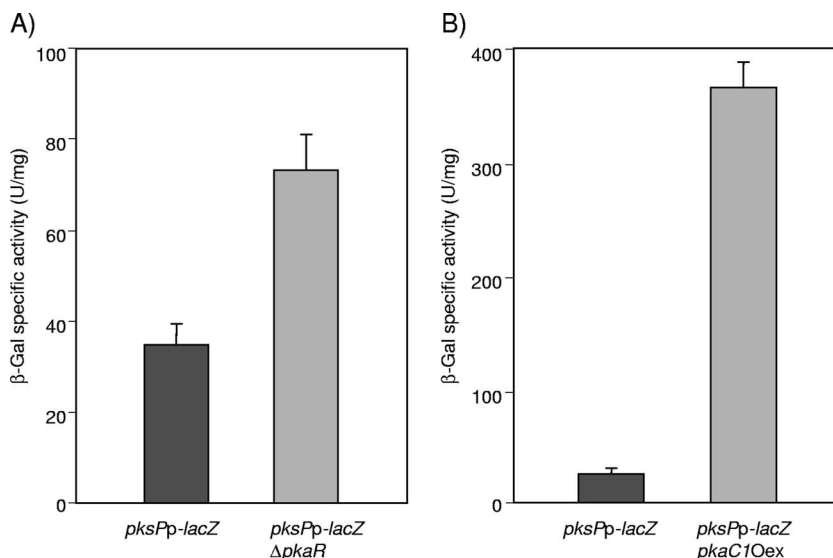 A)
β-Gal specific activity (U/mg)
100
80
60
40
20
0
pksPp-lacZ
pksPp-lacZ
ΔpkaR
B)
β-Gal specific activity (U/mg)
400
300
200
100
0
pksPp-lacZ
pksPp-lacZ
pkaC1Oex